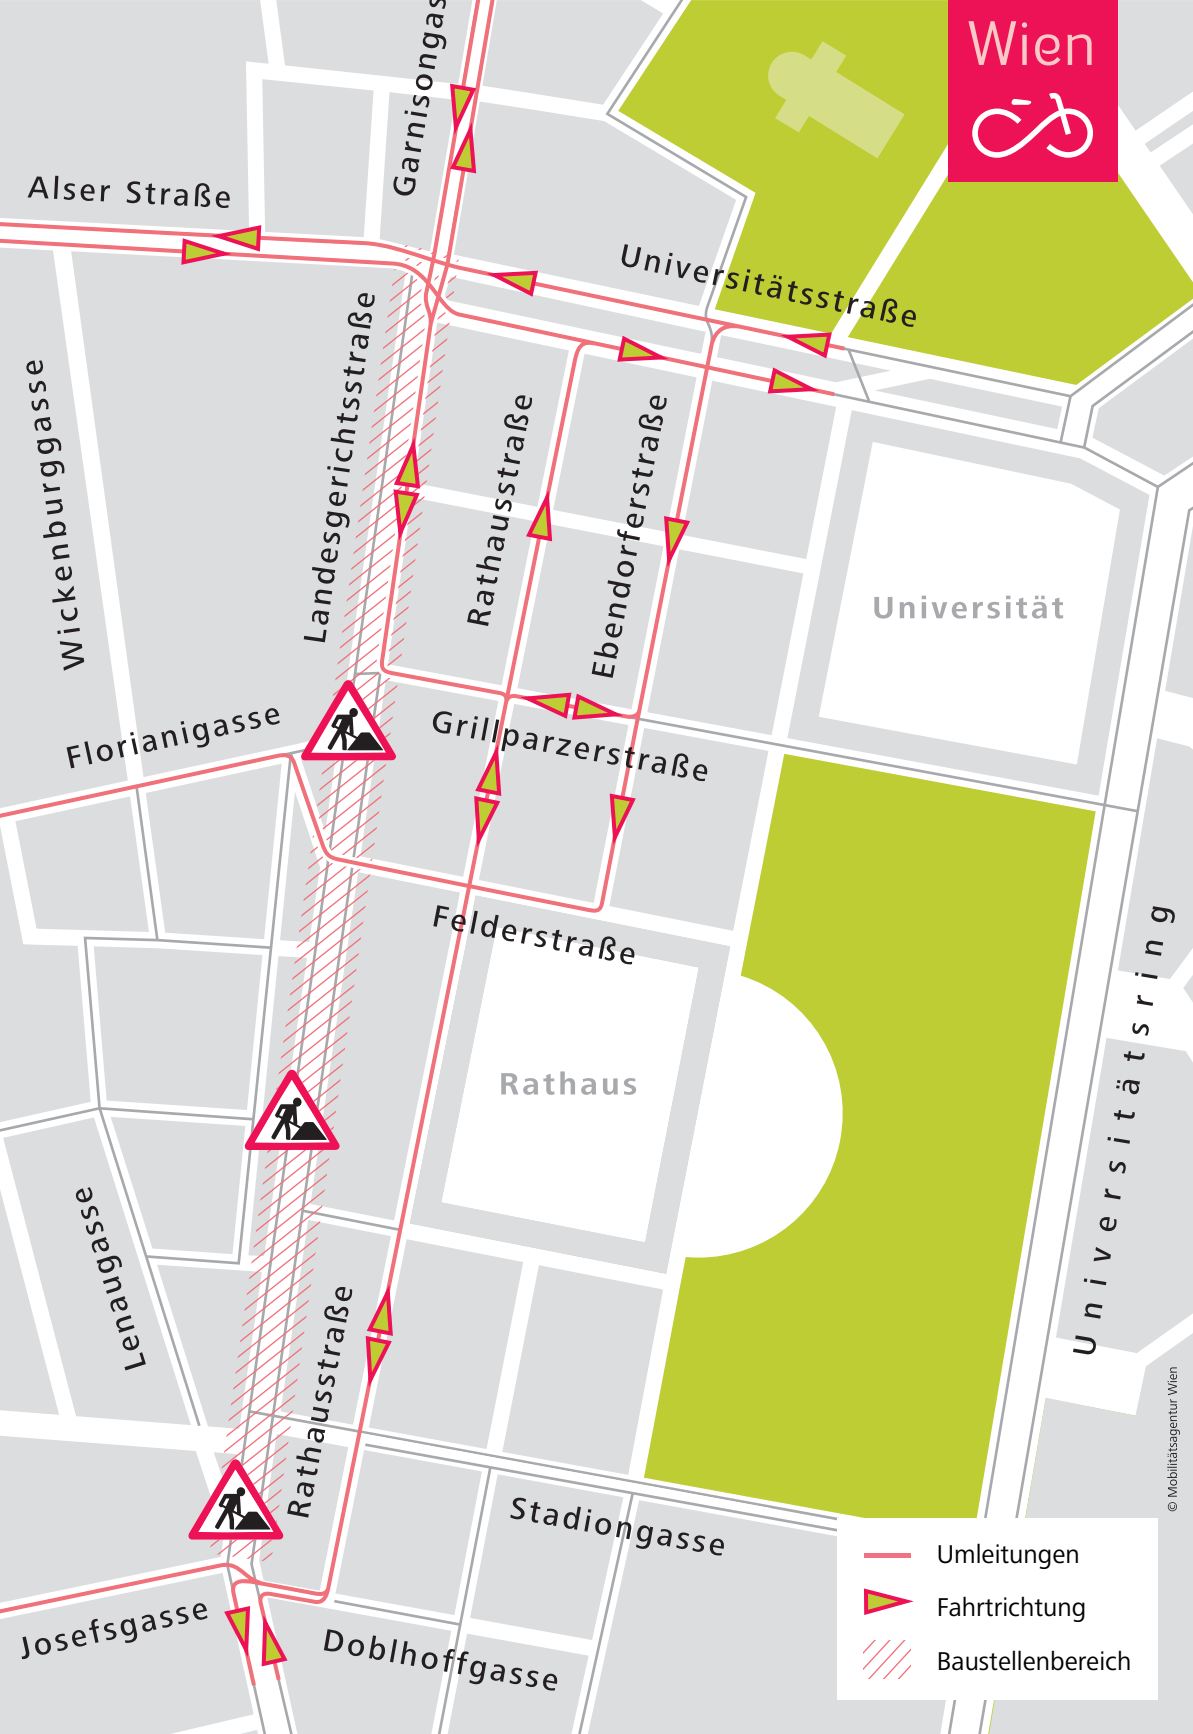 Wien
Garnisongas
Alser Straße
Universitätsstraße
Landesgerichtsstraße
Wickenburggasse
Rathausstraße
Ebendorferstraße
Universität
Florianigasse
Grillparzerstraße
Felderstraße
Universitätsring
Rathaus
Lenaugasse
Rathausstraße
Stadiongasse
Josefsgasse
Doblhoffgasse
© Mobilitätsagentur Wien
Umleitungen
Fahrtrichtung
Baustellenbereich